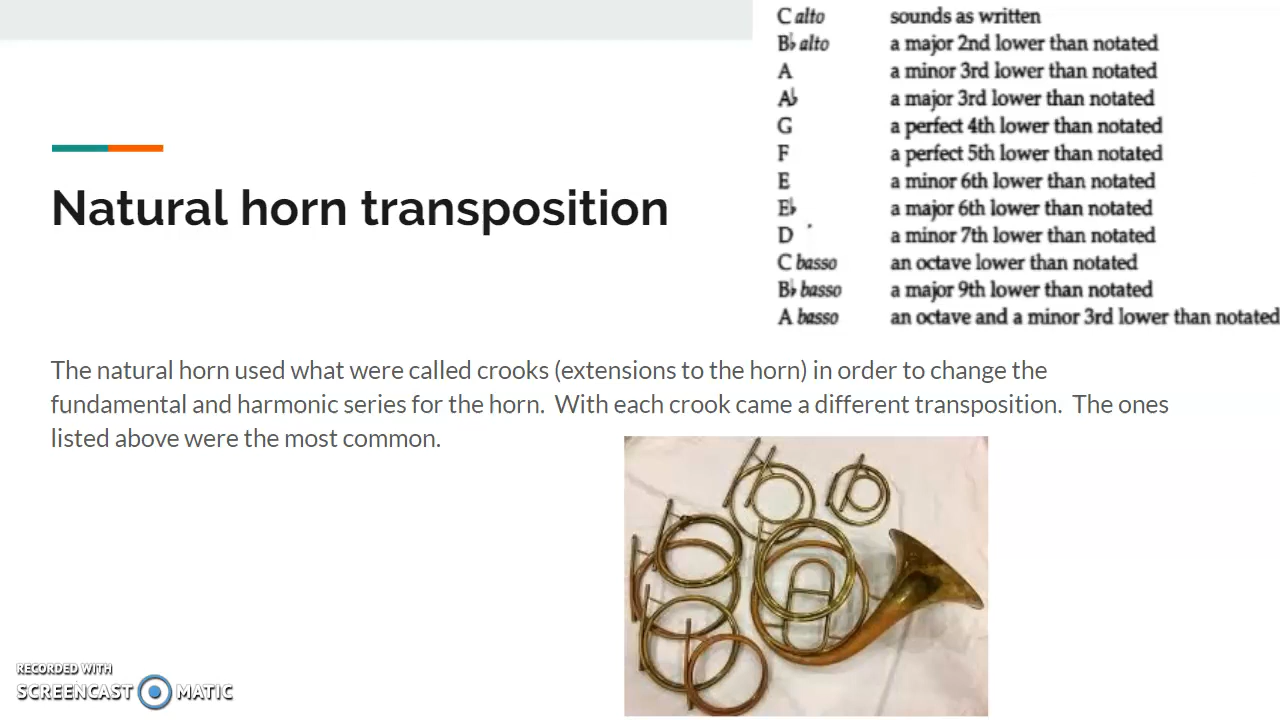 C alto sounds as written
B♭ alto a major 2nd lower than notated
A a minor 3rd lower than notated
A♭ a major 3rd lower than notated
G a perfect 4th lower than notated
F a perfect 5th lower than notated
E a minor 6th lower than notated
E♭ a major 6th lower than notated
D a minor 7th lower than notated
C basso an octave lower than notated
B♭ basso a major 9th lower than notated
A basso an octave and a minor 3rd lower than notated
Natural horn transposition
The natural horn used what were called crooks (extensions to the horn) in order to change the
fundamental and harmonic series for the horn.  With each crook came a different transposition.  The ones
listed above were the most common.
RECORDED WITH
SCREENCAST MATIC